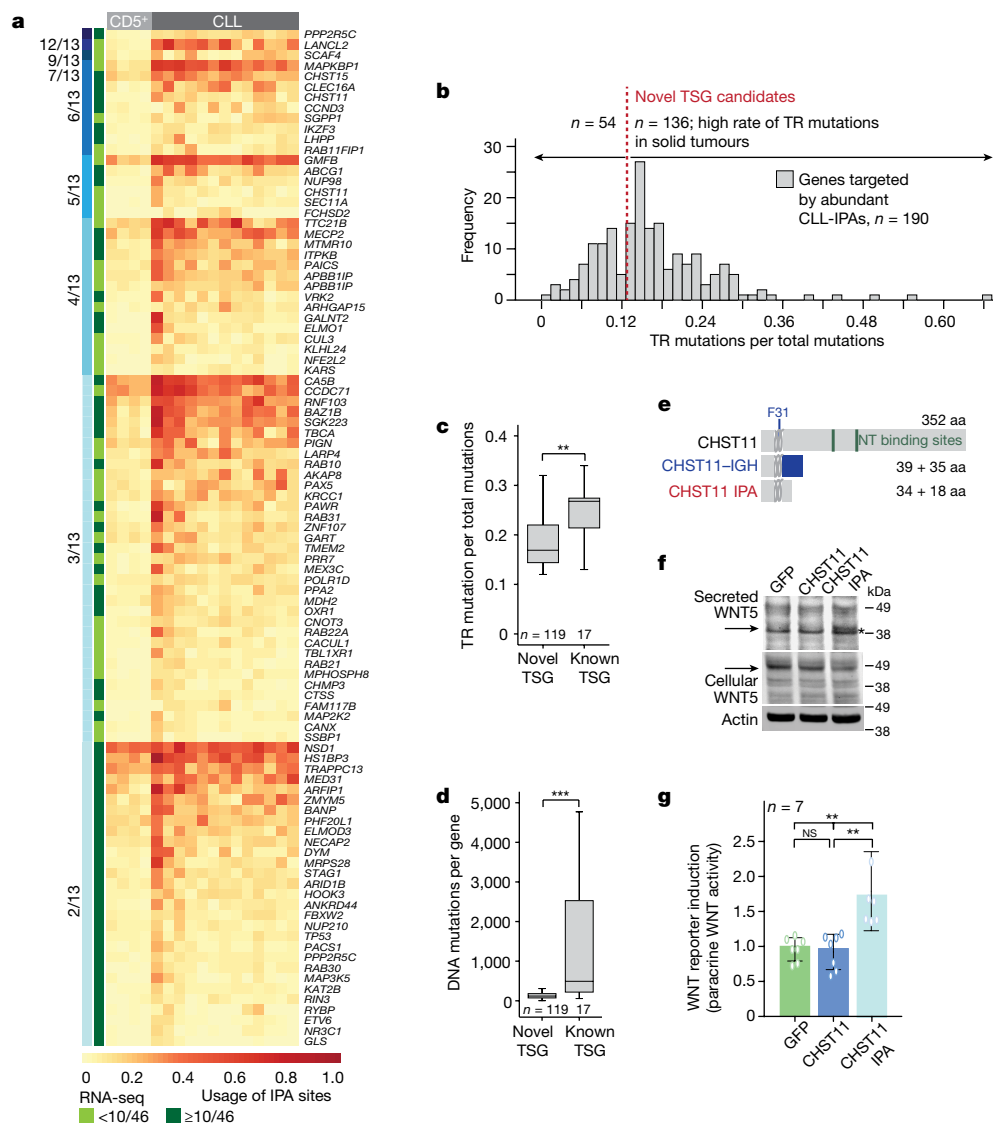 a
CD5+ CLL
12/13
9/13
7/13
6/13
5/13
4/13
3/13
2/13
PPP2R5C
LANCL2
SCAF4
MAPKBP1
CHST15
CLEC16A
CHST11
CCND3
SGPP1
IKZF3
LHPP
RAB11FIP1
GMFB
ABCG1
NUP98
CHST11
SEC11A
FCHSD2
TTC21B
MECP2
MTMR10
ITPKB
PAICS
APBB1IP
APBB1IP
VRK2
ARHGAP15
GALNT2
ELMO1
CUL3
KLHL24
NFE2L2
KARS
CA5B
CCDC71
RNF103
BAZ1B
SGK223
TBCA
PIGN
LARP4
RAB10
AKAP8
PAX5
KRCC1
PAWR
RAB31
ZNF107
GART
TMEM2
PRR7
MEX3C
POLR1D
PPA2
MDH2
OXR1
CNOT3
RAB22A
CACUL1
TBL1XR1
RAB21
MPHOSPH8
CHMP3
CTSS
FAM117B
MAP2K2
CANX
SSBP1
NSD1
HS1BP3
TRAPPC13
MED31
ARFIP1
ZMYM5
BANP
PHF20L1
ELMOD3
NECAP2
DYM
MRPS28
STAG1
ARID1B
HOOK3
ANKRD44
FBXW2
NUP210
TP53
PACS1
PPP2R5C
RAB30
MAP3K5
KAT2B
RIN3
RYBP
ETV6
NR3C1
GLS
0 0.2 0.4 0.6 0.8 1.0
RNA-seq Usage of IPA sites
<10/46 ≥10/46
b
Novel TSG candidates
n = 54 n = 136; high rate of TR mutations
in solid tumours
Genes targeted
by abundant
CLL-IPAs, n = 190
Frequency
30
20
10
0
0 0.12 0.24 0.36 0.48 0.60
TR mutations per total mutations
c
TR mutation per total mutations
0.4
0.3
0.2
0.1
0
**
n = 119 17
Novel Known
TSG TSG
d
DNA mutations per gene
5,000
4,000
3,000
2,000
1,000
0
***
n = 119 17
Novel Known
TSG TSG
e
F31 352 aa
CHST11 NT binding sites
CHST11–IGH 39 + 35 aa
CHST11 IPA 34 + 18 aa
f
GFP
CHST11
CHST11
IPA
kDa
Secreted
WNT5
49
*
38
Cellular
WNT5
49
38
49
Actin
38
g
n = 7
WNT reporter induction
(paracrine WNT activity)
2.5
2.0
1.5
1.0
0.5
0
**
NS **
GFP
CHST11
CHST11
IPA